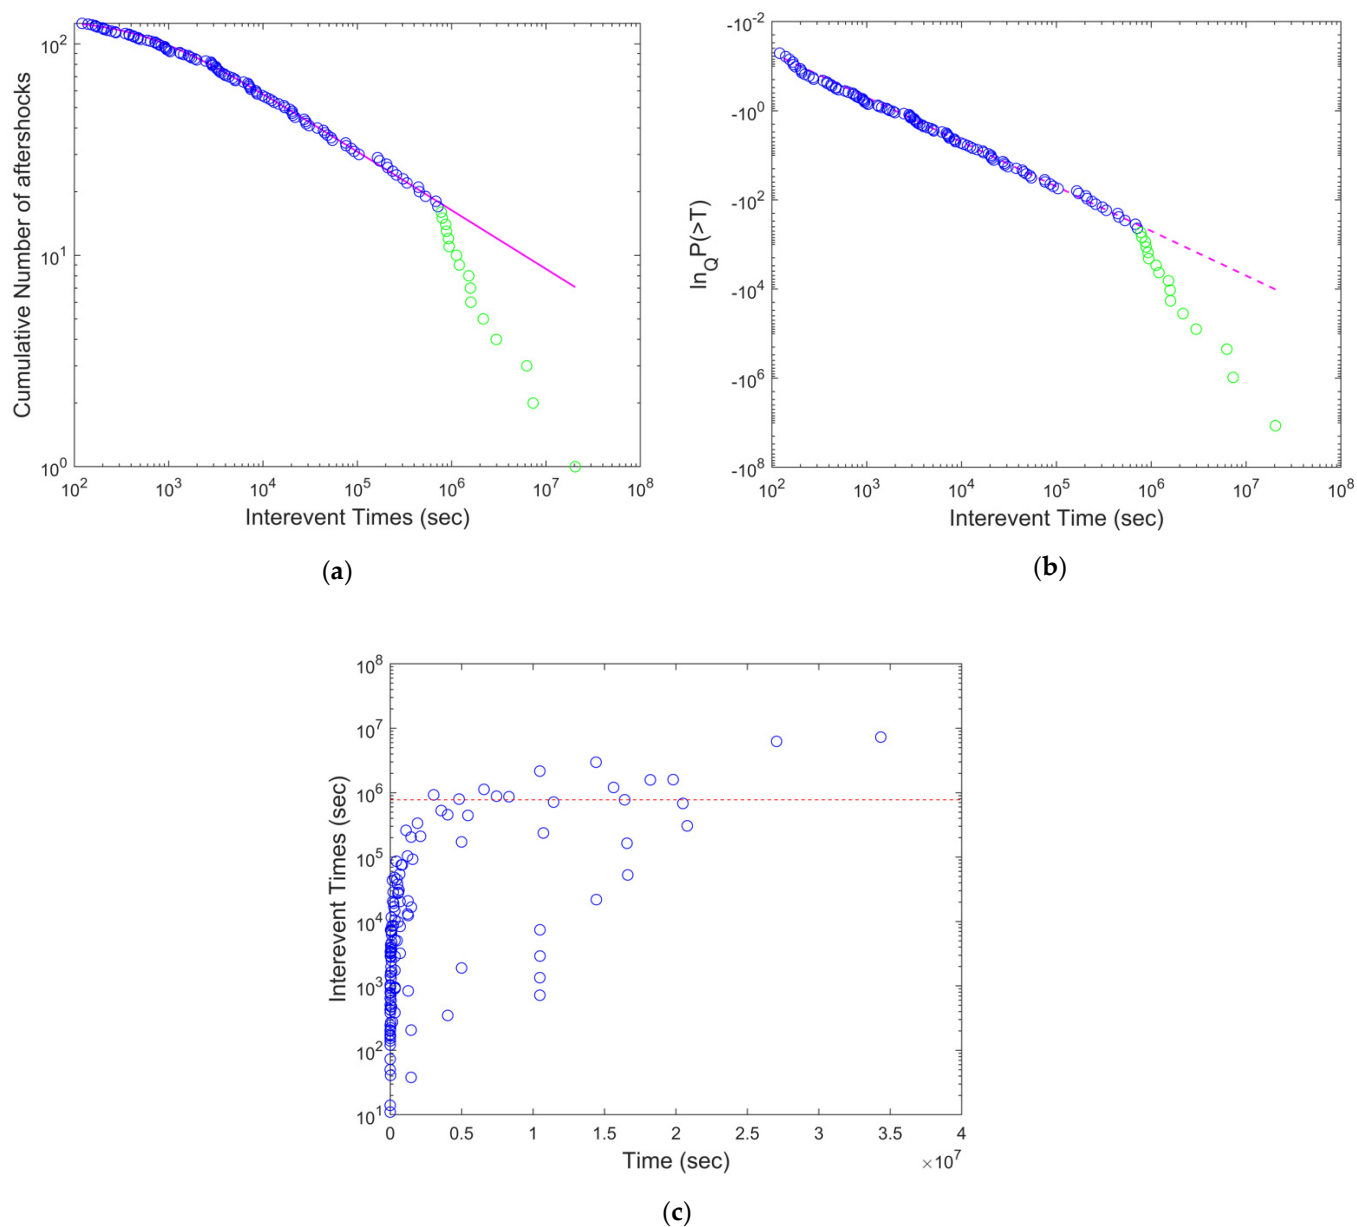 10^2
10^1
10^0
10^2 10^3 10^4 10^5 10^6 10^7 10^8
Cumulative Number of aftershocks
Interevent Times (sec)
(a)
-10^-2
-10^0
-10^2
-10^4
-10^6
-10^8
10^2 10^3 10^4 10^5 10^6 10^7 10^8
ln_Q P(>T)
Interevent Time (sec)
(b)
10^8
10^7
10^6
10^5
10^4
10^3
10^2
10^1
0 0.5 1 1.5 2 2.5 3 3.5 4
×10^7
Interevent Times (sec)
Time (sec)
(c)